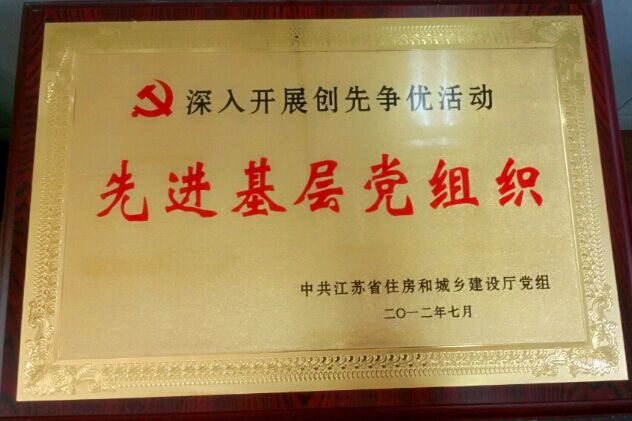 深入开展创先争优活动
先进基层党组织
中共江苏省住房和城乡建设厅党组
二〇一二年七月